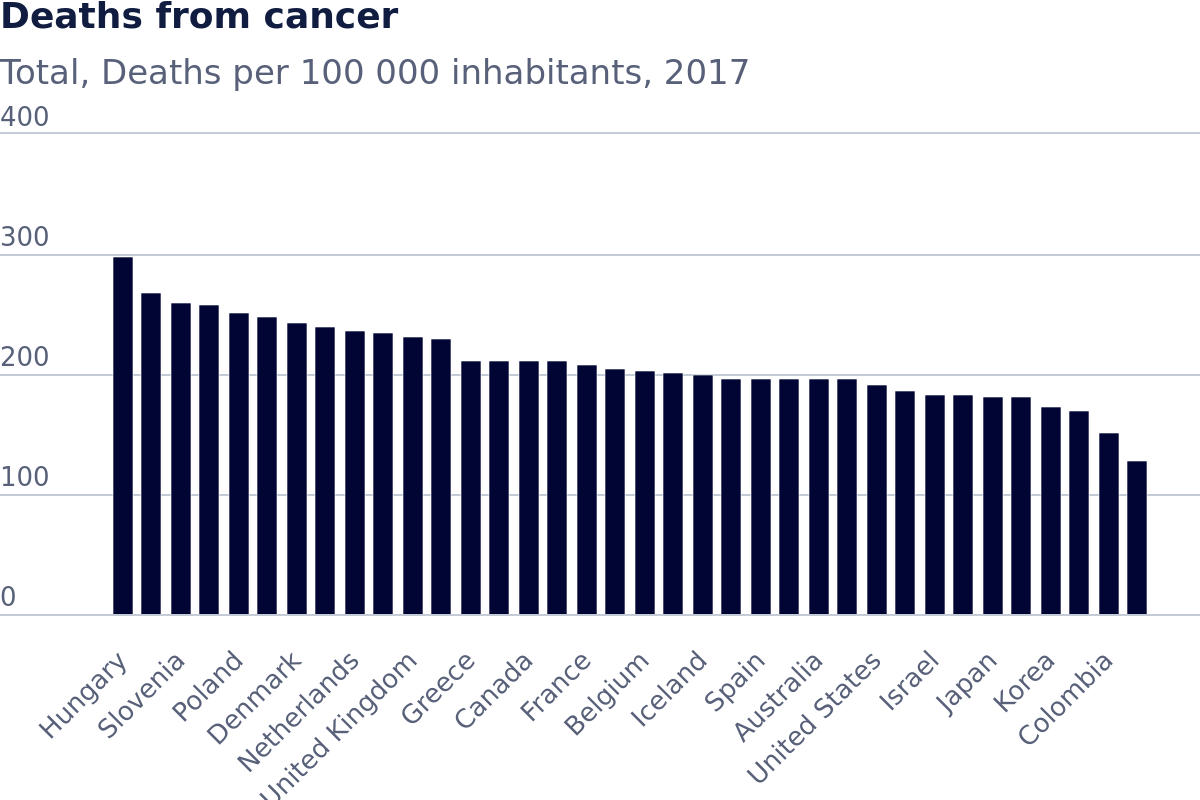 Deaths from cancer
Total, Deaths per 100 000 inhabitants, 2017
400
300
200
100
0
Hungary
Slovenia
Poland
Denmark
Netherlands
United Kingdom
Greece
Canada
France
Belgium
Iceland
Spain
Australia
United States
Israel
Japan
Korea
Colombia